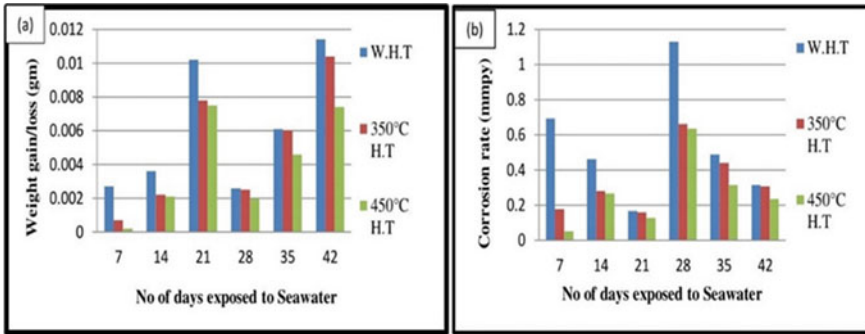 (a)
Weight gain/loss (gm)
0.012
0.01
0.008
0.006
0.004
0.002
0
7 14 21 28 35 42
No of days exposed to Seawater
W.H.T
350°C
H.T
450°C
H.T
(b)
Corrosion rate (mmpy)
1.2
1
0.8
0.6
0.4
0.2
0
7 14 21 28 35 42
No of days exposed to Seawater
W.H.T
350°C
H.T
450°C
H.T